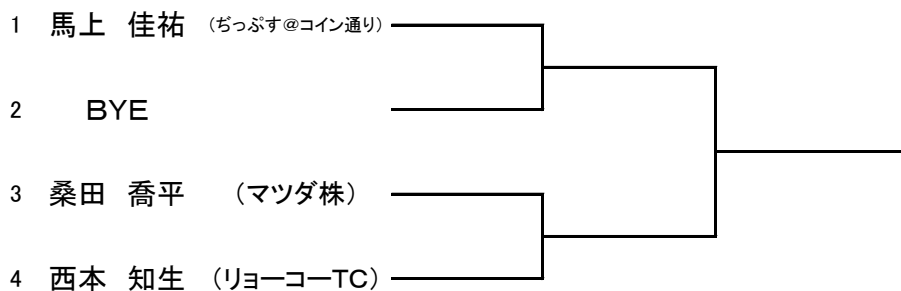 1 馬上 佳祐 (ぢっぷす@コイン通り)
2 BYE
3 桑田 喬平 (マツダ株)
4 西本 知生 (リョーコーTC)